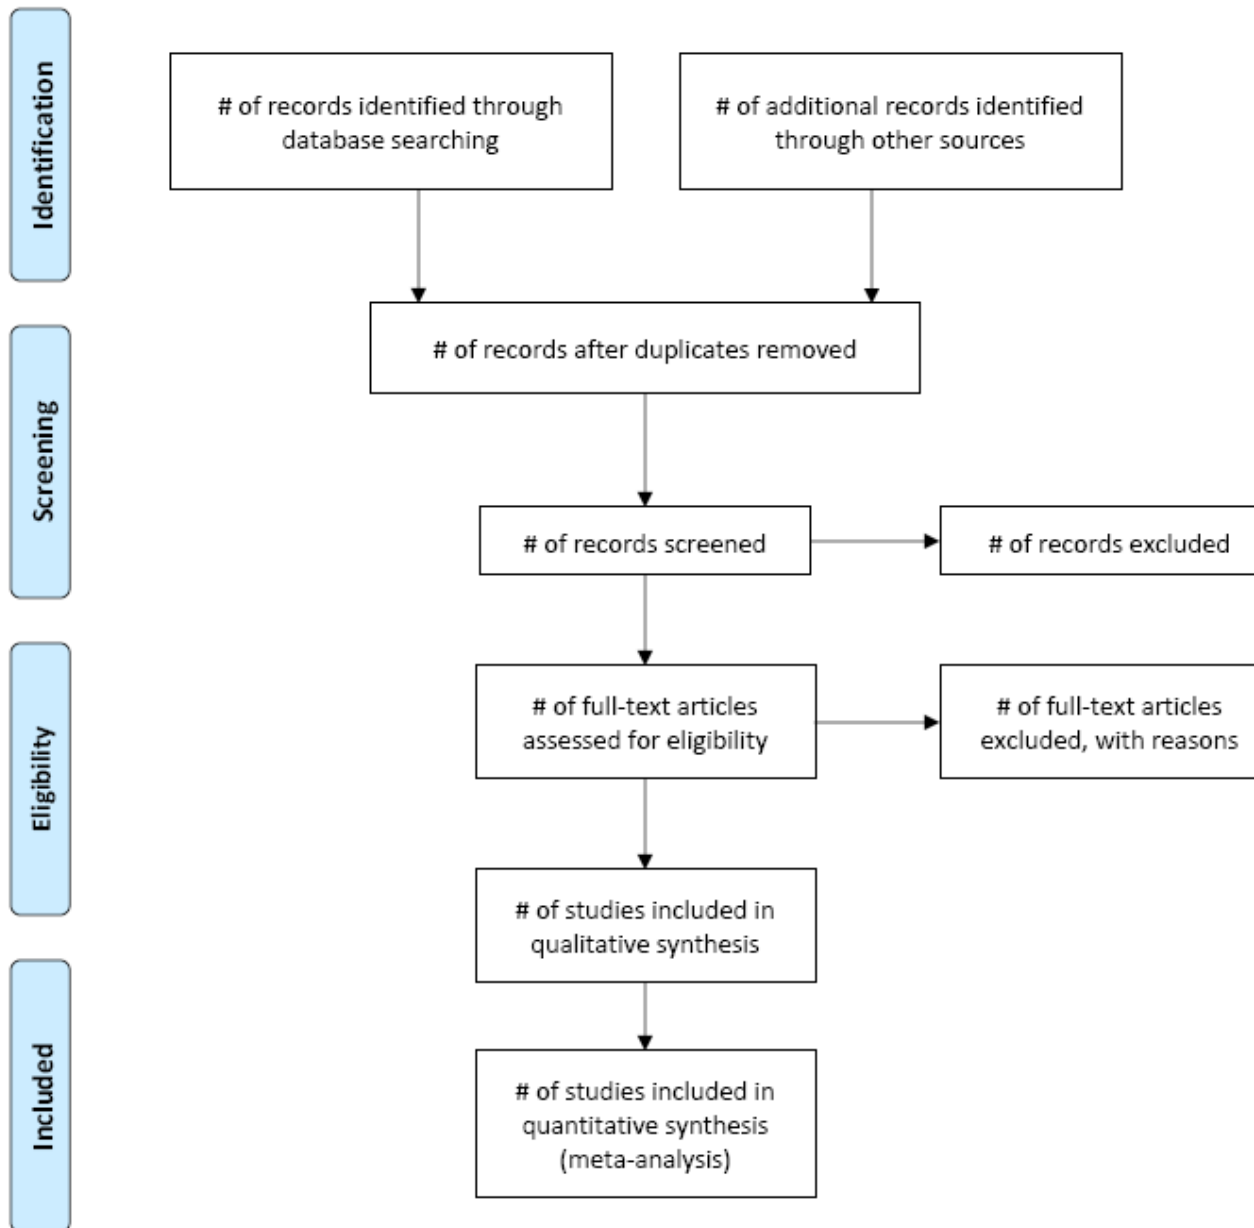 Identification
# of records identified through
database searching
# of additional records identified
through other sources
# of records after duplicates removed
Screening
# of records screened
# of records excluded
Eligibility
# of full-text articles
assessed for eligibility
# of full-text articles
excluded, with reasons
# of studies included in
qualitative synthesis
Included
# of studies included in
quantitative synthesis
(meta-analysis)